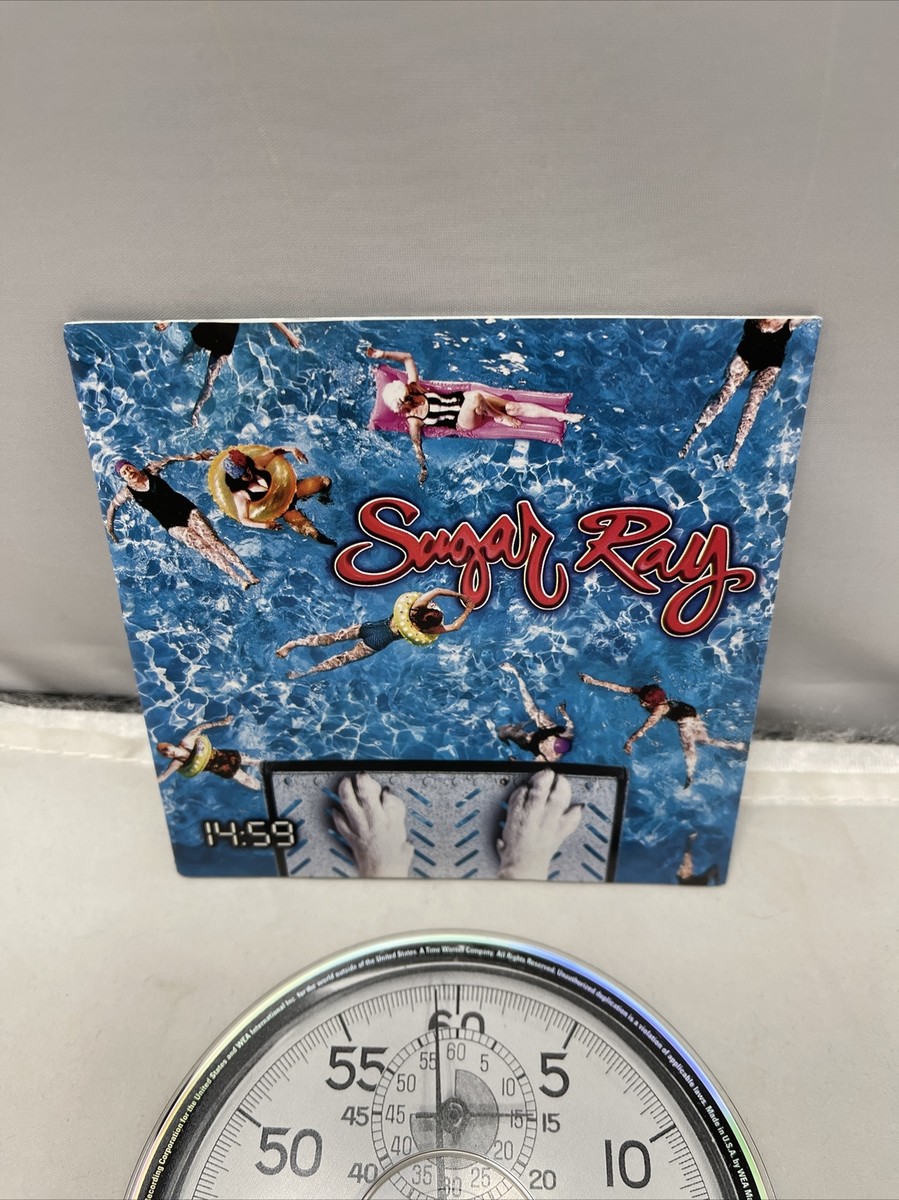 Sugar Ray
14:59
Recording Corporation for the United States and WEA International Inc. for the world outside of the United States. A Time Warner Company. All Rights Reserved. Unauthorized duplication is a violation of applicable laws. Made in U.S.A. by WEA
60
55 5
50 10
60
55 5
50 10
45 45 15 15
40 20
40 35 30 25 20